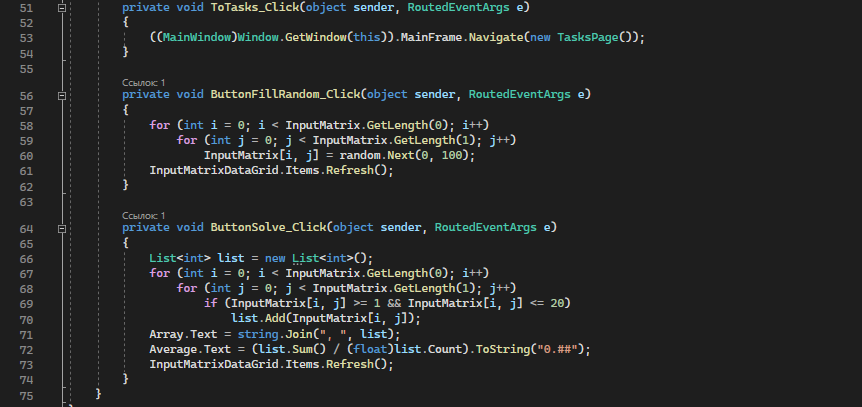 51 private void ToTasks_Click(object sender, RoutedEventArgs e)
52 {
53 ((MainWindow)Window.GetWindow(this)).MainFrame.Navigate(new TasksPage());
54 }
55
Ссылок: 1
56 private void ButtonFillRandom_Click(object sender, RoutedEventArgs e)
57 {
58 for (int i = 0; i < InputMatrix.GetLength(0); i++)
59 for (int j = 0; j < InputMatrix.GetLength(1); j++)
60 InputMatrix[i, j] = random.Next(0, 100);
61 InputMatrixDataGrid.Items.Refresh();
62 }
63
Ссылок: 1
64 private void ButtonSolve_Click(object sender, RoutedEventArgs e)
65 {
66 List<int> list = new List<int>();
67 for (int i = 0; i < InputMatrix.GetLength(0); i++)
68 for (int j = 0; j < InputMatrix.GetLength(1); j++)
69 if (InputMatrix[i, j] >= 1 && InputMatrix[i, j] <= 20)
70 list.Add(InputMatrix[i, j]);
71 Array.Text = string.Join(", ", list);
72 Average.Text = (list.Sum() / (float)list.Count).ToString("0.##");
73 InputMatrixDataGrid.Items.Refresh();
74 }
75 }